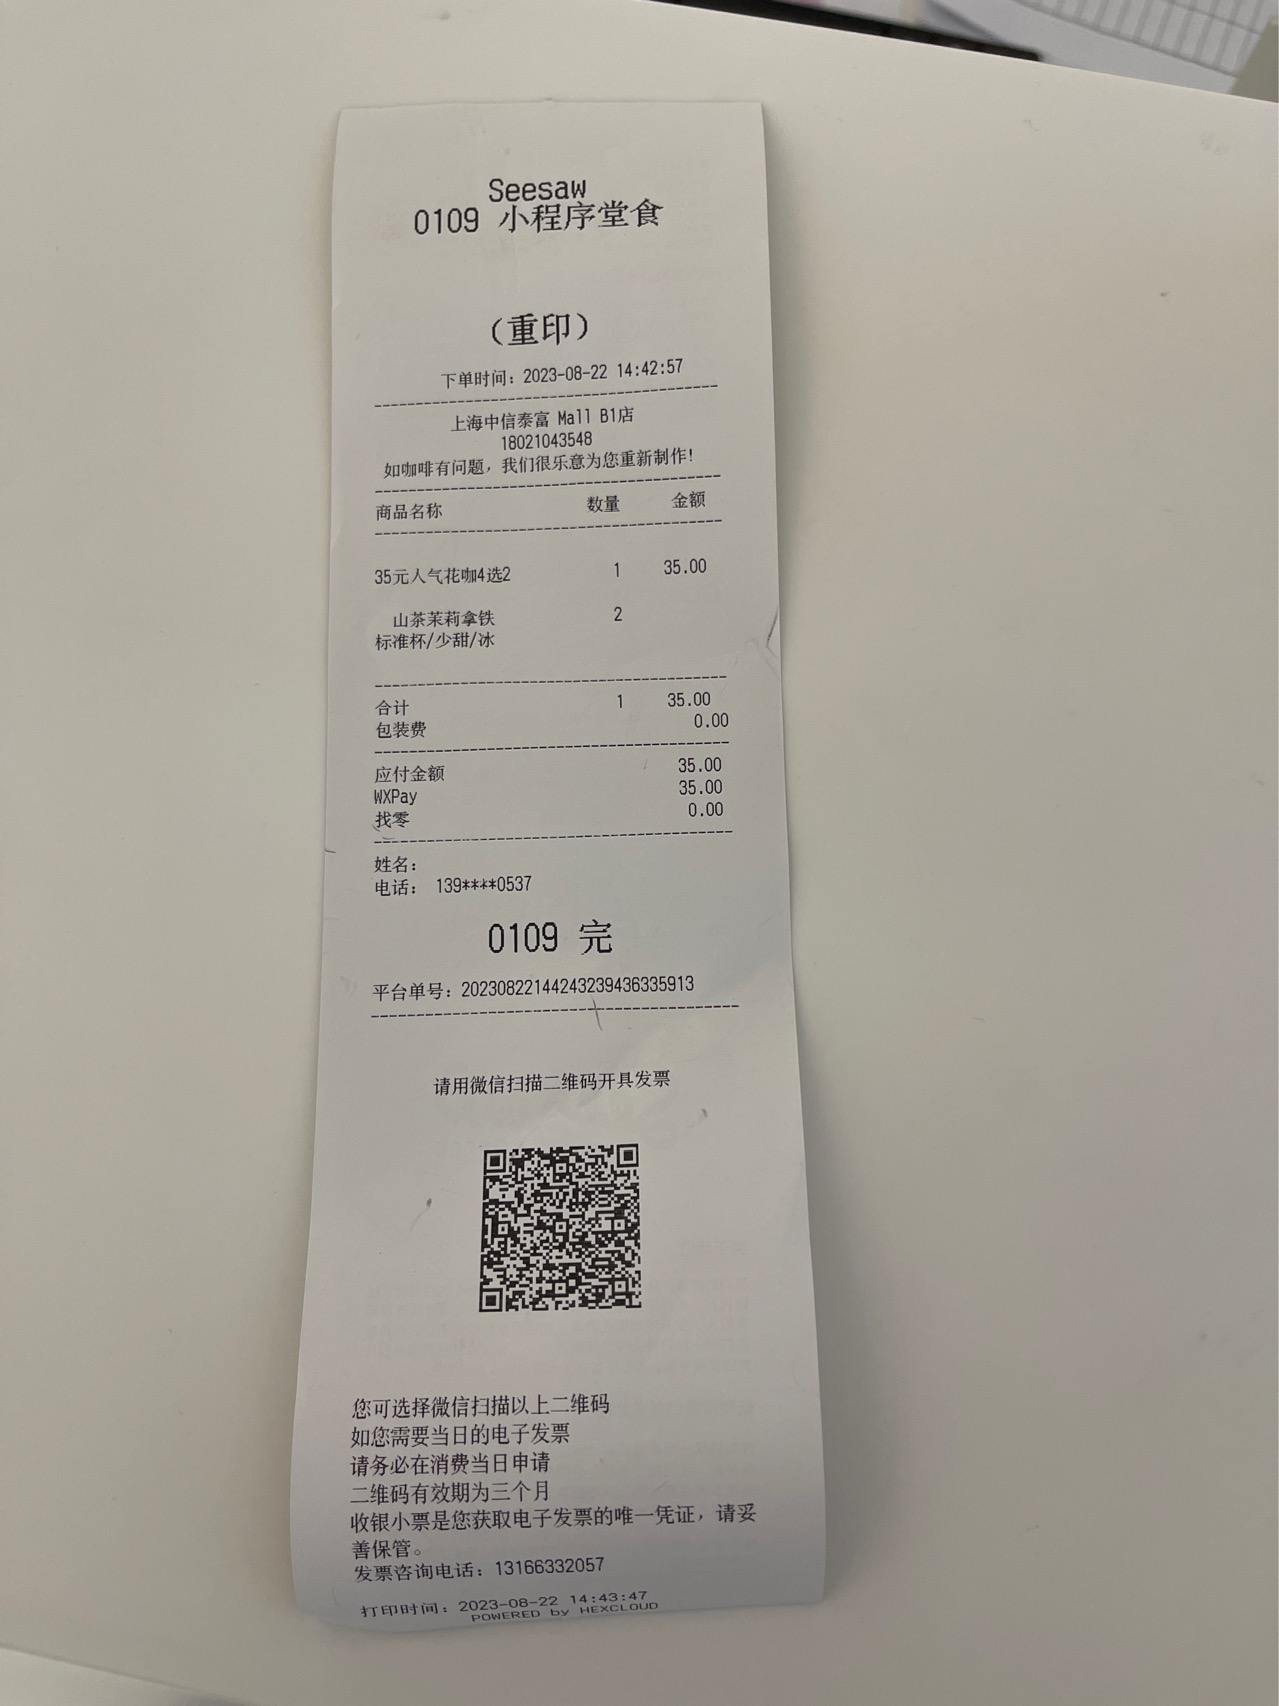 Seesaw
0109 小程序堂食
（重印）
下单时间：2023-08-22 14:42:57
上海中信泰富 Mall B1店
18021043548
如咖啡有问题，我们很乐意为您重新制作!
商品名称 数量 金额
35元人气花咖4选2 1 35.00
山茶茉莉拿铁 2
标准杯/少甜/冰
合计 1 35.00
包装费 0.00
应付金额 35.00
WXPay 35.00
找零 0.00
姓名：
电话： 139****0537
0109 完
平台单号：20230822144243239436335913
请用微信扫描二维码开具发票
您可选择微信扫描以上二维码
如您需要当日的电子发票
请务必在消费当日申请
二维码有效期为三个月
收银小票是您获取电子发票的唯一凭证，请妥
善保管。
发票咨询电话：13166332057
打印时间：2023-08-22 14:43:47
POWERED by HEXCLOUD